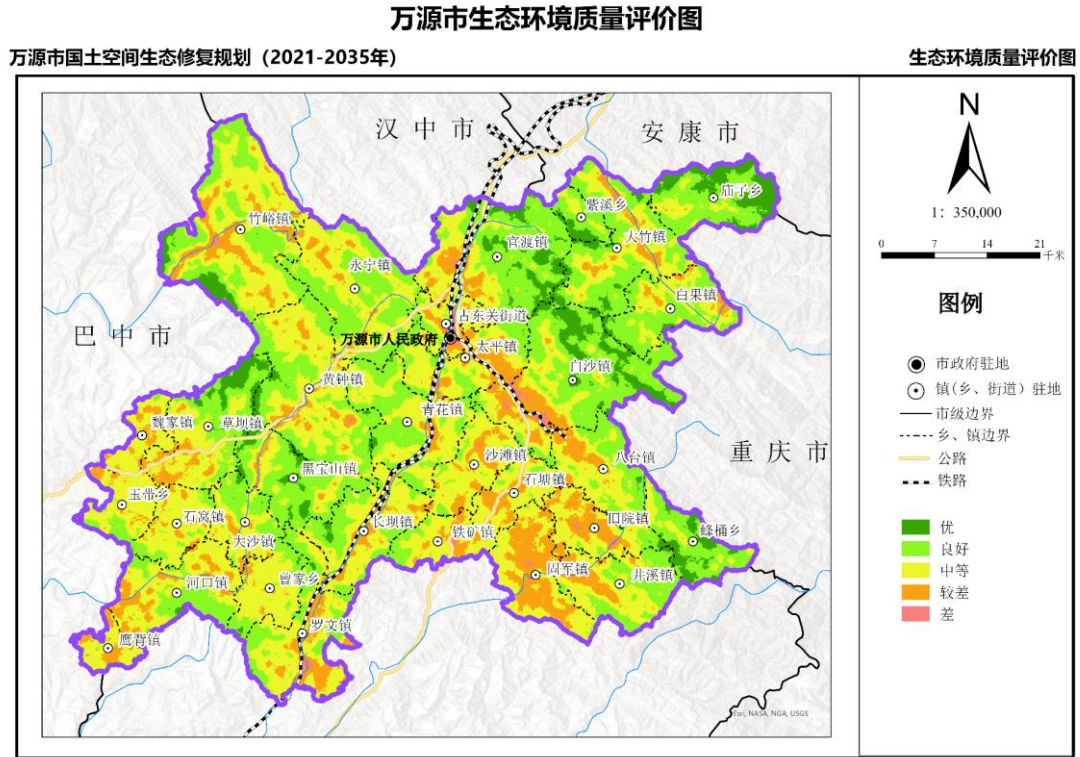 万源市生态环境质量评价图
万源市国土空间生态修复规划（2021-2035年）
生态环境质量评价图
汉中市
安康市
巴中市
重庆市
庙子乡
紫溪乡
竹峪镇
大竹镇
官渡镇
永宁镇
白果镇
古东关街道
万源市人民政府
太平镇
白沙镇
黄钟镇
青花镇
魏家镇
草坝镇
沙滩镇
八台镇
黑宝山镇
石塘镇
玉带乡
石窝镇
大沙镇
长坝镇
铁矿镇
旧院镇
蜂桶乡
河口镇
曾家乡
固军镇
井溪镇
罗文镇
鹰背镇
Esri, NASA, NGA, USGS
N
1：350,000
0 7 14 21
千米
图例
市政府驻地
镇（乡、街道）驻地
市级边界
乡、镇边界
公路
铁路
优
良好
中等
较差
差